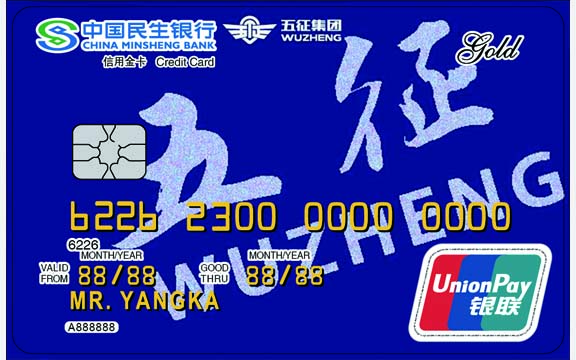 中国民生银行
CHINA MINSHENG BANK
五征集团
WUZHENG
信用金卡 Credit Card
Gold
五征
WUZHENG
6226 2300 0000 0000
6226
MONTH/YEAR MONTH/YEAR
VALID FROM 88/88 GOOD THRU 88/88
MR. YANGKA
A888888
UnionPay
银联